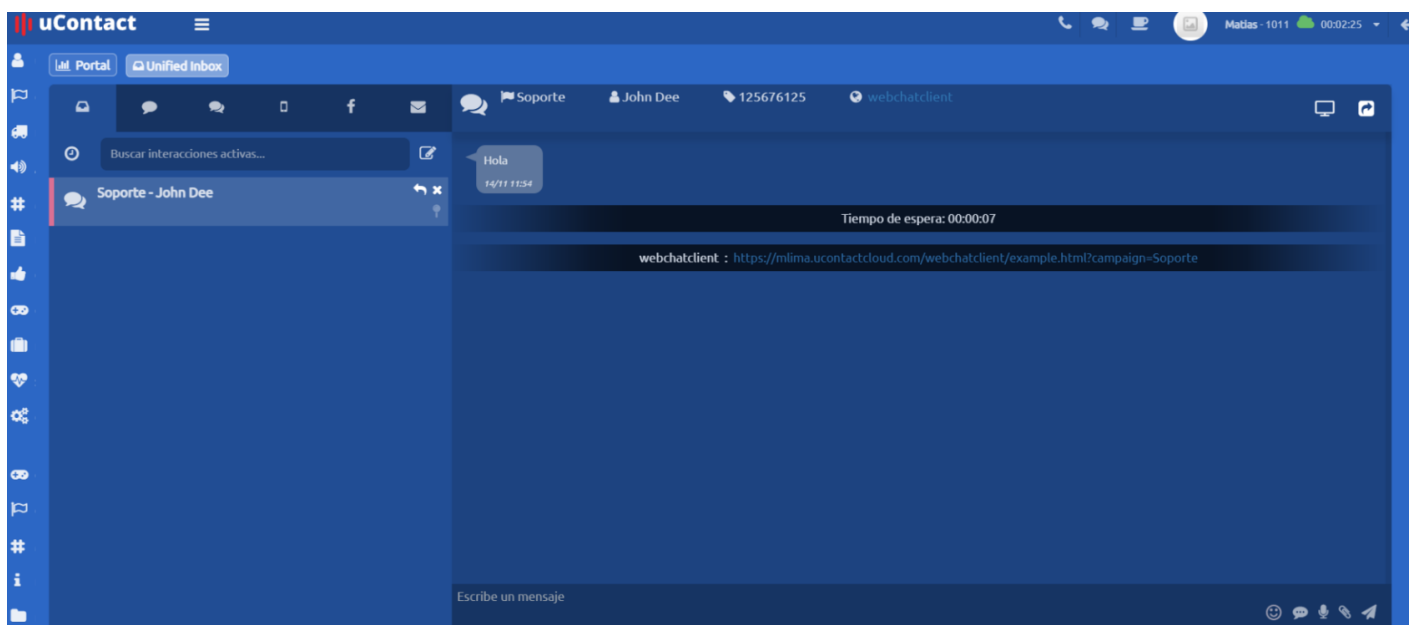 uContact
Matias - 1011 00:02:25
Portal Unified Inbox
Soporte John Dee 125676125 webchatclient
Buscar interacciones activas...
Soporte - John Dee
Hola
14/11 11:54
Tiempo de espera: 00:00:07
webchatclient : https://mlima.ucontactcloud.com/webchatclient/example.html?campaign=Soporte
Escribe un mensaje